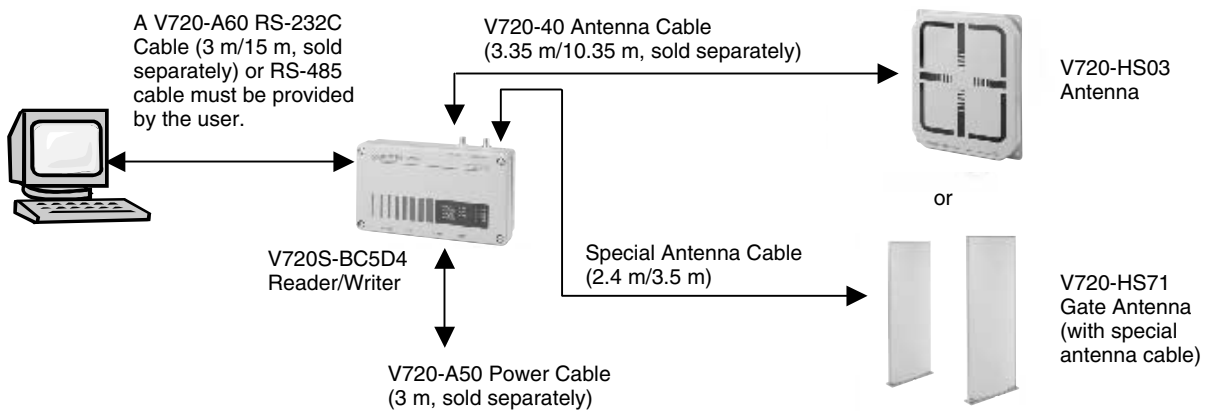 A V720-A60 RS-232C
Cable (3 m/15 m, sold
separately) or RS-485
cable must be provided
by the user.
V720-40 Antenna Cable
(3.35 m/10.35 m, sold separately)
V720-HS03
Antenna
or
V720S-BC5D4
Reader/Writer
Special Antenna Cable
(2.4 m/3.5 m)
V720-HS71
Gate Antenna
(with special
antenna cable)
V720-A50 Power Cable
(3 m, sold separately)